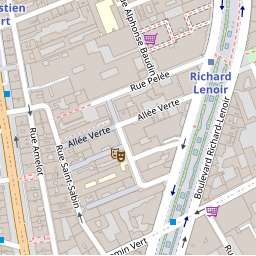 stien
rt
Rue Alphonse Baudin
Rue Pelée
Richard
Lenoir
Allée Verte
Allée Verte
Rue Amelot
Rue Saint-Sabin
Boulevard Richard-Lenoir
min Vert